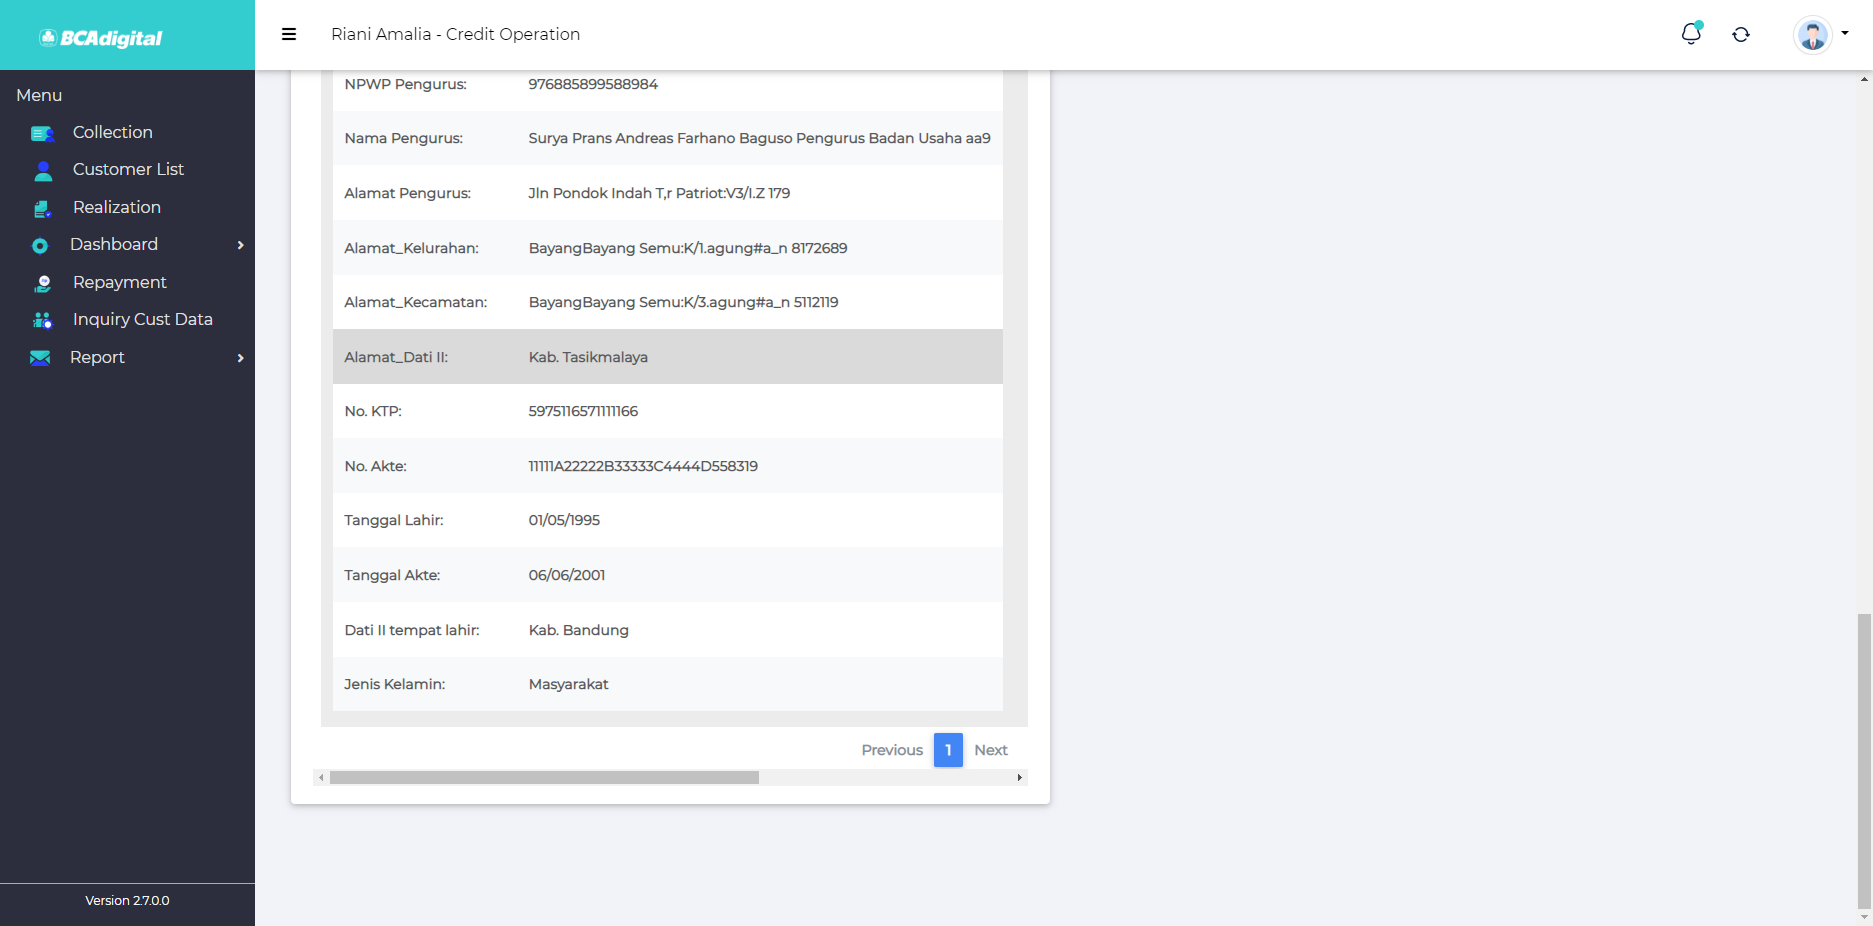 BCAdigital
Riani Amalia - Credit Operation
Menu
Collection
Customer List
Realization
Dashboard
Repayment
Inquiry Cust Data
Report
Version 2.7.0.0
NPWP Pengurus: 976885899588984
Nama Pengurus: Surya Prans Andreas Farhano Baguso Pengurus Badan Usaha aa9
Alamat Pengurus: Jln Pondok Indah T,r Patriot:V3/I.Z 179
Alamat_Kelurahan: BayangBayang Semu:K/1.agung#a_n 8172689
Alamat_Kecamatan: BayangBayang Semu:K/3.agung#a_n 5112119
Alamat_Dati II: Kab. Tasikmalaya
No. KTP: 5975116571111166
No. Akte: 11111A22222B33333C4444D558319
Tanggal Lahir: 01/05/1995
Tanggal Akte: 06/06/2001
Dati II tempat lahir: Kab. Bandung
Jenis Kelamin: Masyarakat
Previous 1 Next